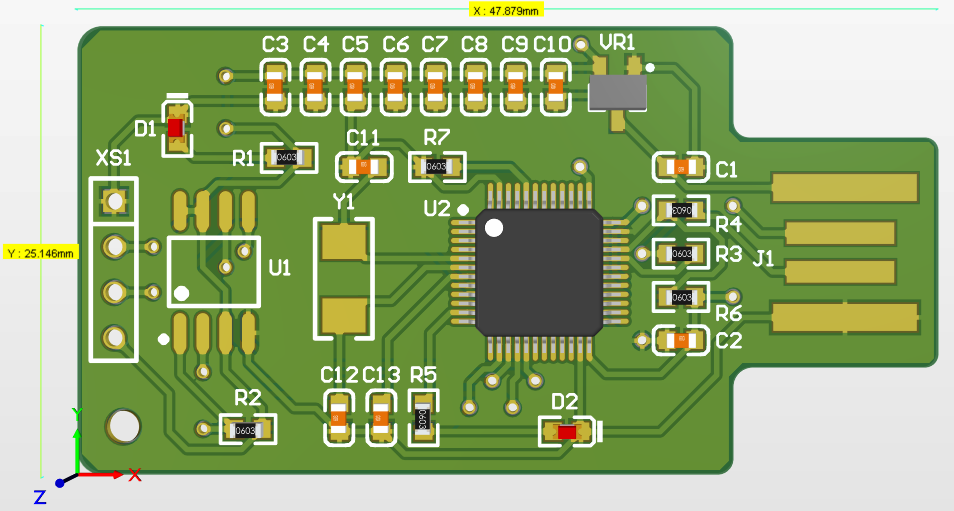 X : 47.879mm
C3 C4 C5 C6 C7 C8 C9 C10 VR1
D1
XS1
R1 0603
C11
R7
0603
C1
Y1
U2
0603
R4
0603 R3
J1
Y : 25.146mm
U1
0603
R6
C2
C12 C13 R5
R2
0603
0603
D2
Y
X
Z